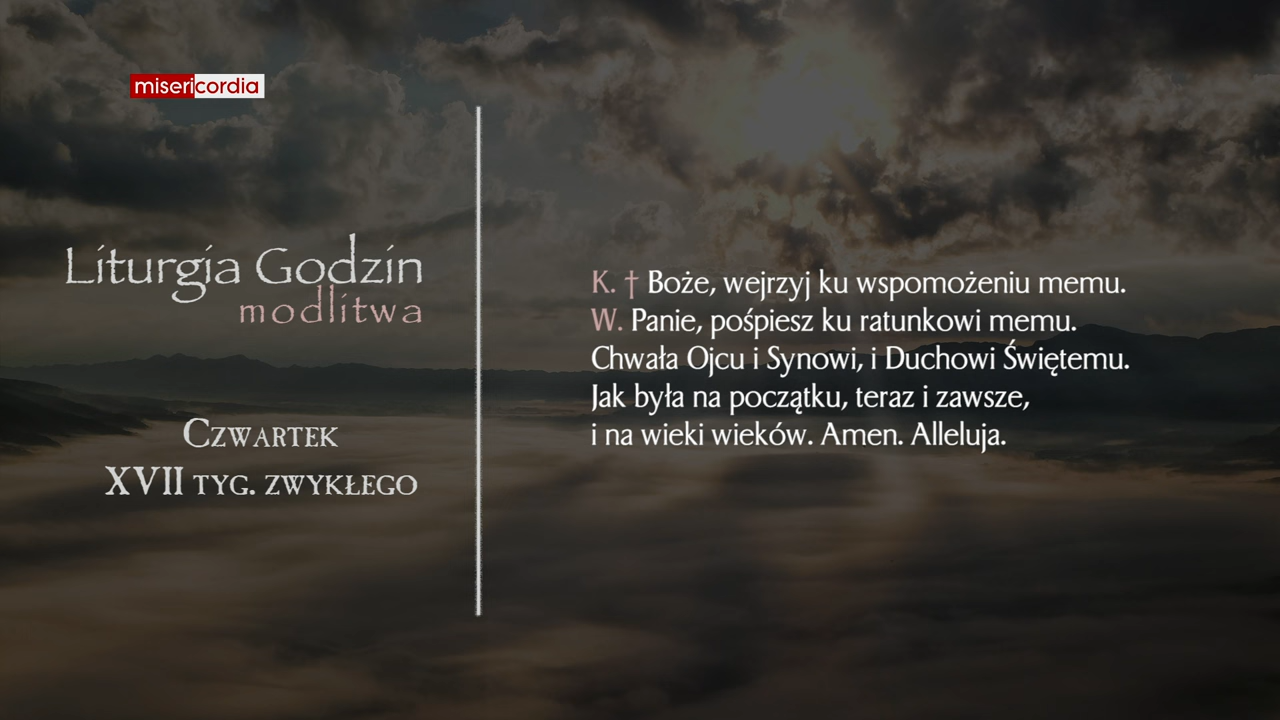 misericordia
Liturgia Godzin
modlitwa
Czwartek
XVII tyg. zwykłego
K. † Boże, wejrzyj ku wspomożeniu memu.
W. Panie, pośpiesz ku ratunkowi memu.
Chwała Ojcu i Synowi, i Duchowi Świętemu.
Jak była na początku, teraz i zawsze,
i na wieki wieków. Amen. Alleluja.